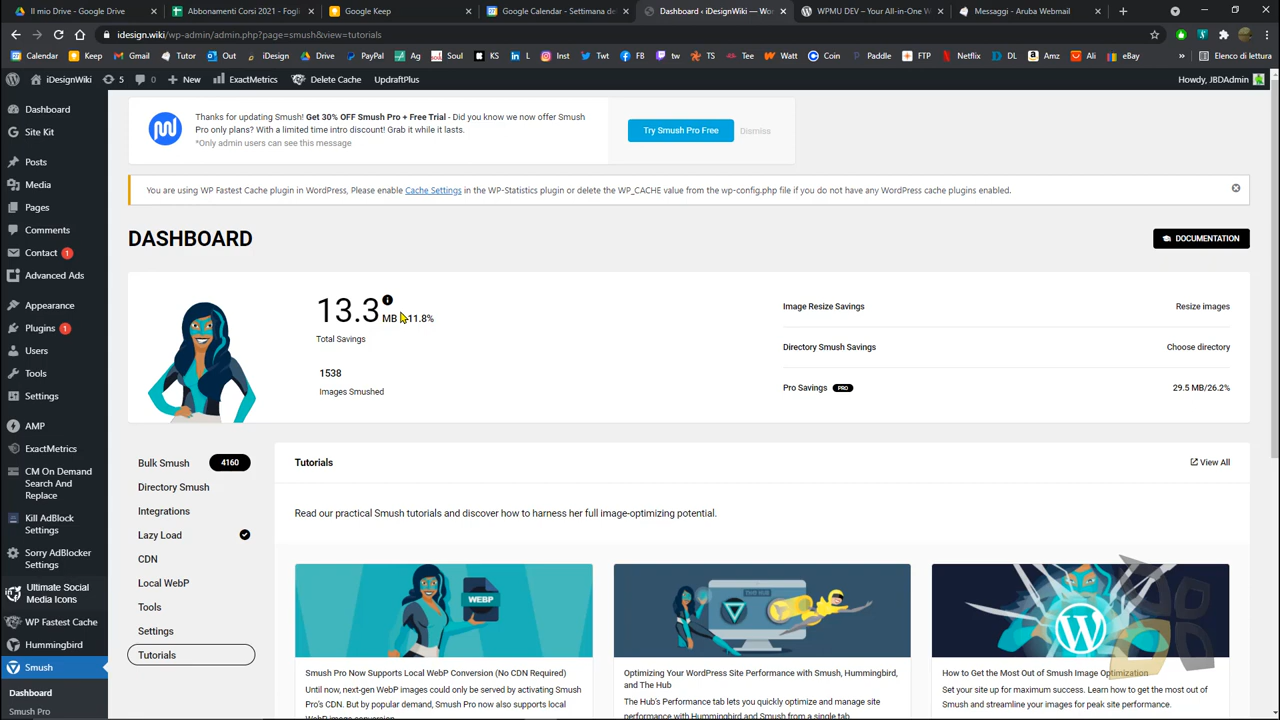 Il mio Drive - Google Drive
Abbonamenti Corsi 2021 - Fogli
Google Keep
Google Calendar - Settimana de
Dashboard ‹ iDesignWiki — Wo
WPMU DEV – Your All-in-One W
Messaggi - Aruba Webmail
idesign.wiki/wp-admin/admin.php?page=smush&view=tutorials
Calendar
Gmail
Tutor
Out
iDesign
Keep
Drive
PayPal
Ag
Soul
KS
in L
Inst
Twt
FB
tw
TS
Tee
Watt
Coin
Paddle
FTP
Netflix
DL
Amz
Ali
eBay
»
Elenco di lettura
iDesignWiki
5
0
New
ExactMetrics
Delete Cache
UpdraftPlus
Howdy, JBDAdmin
Dashboard
Site Kit
Posts
Media
Pages
Comments
Contact 1
Advanced Ads
Appearance
Plugins 1
Users
Tools
Settings
AMP
ExactMetrics
CM On Demand
Search And
Replace
Kill AdBlock
Settings
Sorry AdBlocker
Settings
Ultimate Social
Media Icons
WP Fastest Cache
Hummingbird
Smush
Dashboard
Smush Pro
Thanks for updating Smush! Get 30% OFF Smush Pro + Free Trial - Did you know we now offer Smush
Pro only plans? With a limited time intro discount! Grab it while it lasts.
*Only admin users can see this message
Try Smush Pro Free
Dismiss
You are using WP Fastest Cache plugin in WordPress, Please enable Cache Settings in the WP-Statistics plugin or delete the WP_CACHE value from the wp-config.php file if you do not have any WordPress cache plugins enabled.
DASHBOARD
DOCUMENTATION
13.3 MB 11.8%
Total Savings
1538
Images Smushed
Image Resize Savings
Resize images
Directory Smush Savings
Choose directory
Pro Savings PRO
29.5 MB/26.2%
Bulk Smush 4160
Directory Smush
Integrations
Lazy Load
CDN
Local WebP
Tools
Settings
Tutorials
Tutorials
View All
Read our practical Smush tutorials and discover how to harness her full image-optimizing potential.
WEBP
Smush Pro Now Supports Local WebP Conversion (No CDN Required)
Until now, next-gen WebP images could only be served by activating Smush
Pro's CDN. But by popular demand, Smush Pro now also supports local
WebP image conversion
Optimizing Your WordPress Site Performance with Smush, Hummingbird,
and The Hub
The Hub's Performance tab lets you quickly optimize and manage site
performance with Hummingbird and Smush from a single tab
How to Get the Most Out of Smush Image Optimization
Set your site up for maximum success. Learn how to get the most out of
Smush and streamline your images for peak site performance.